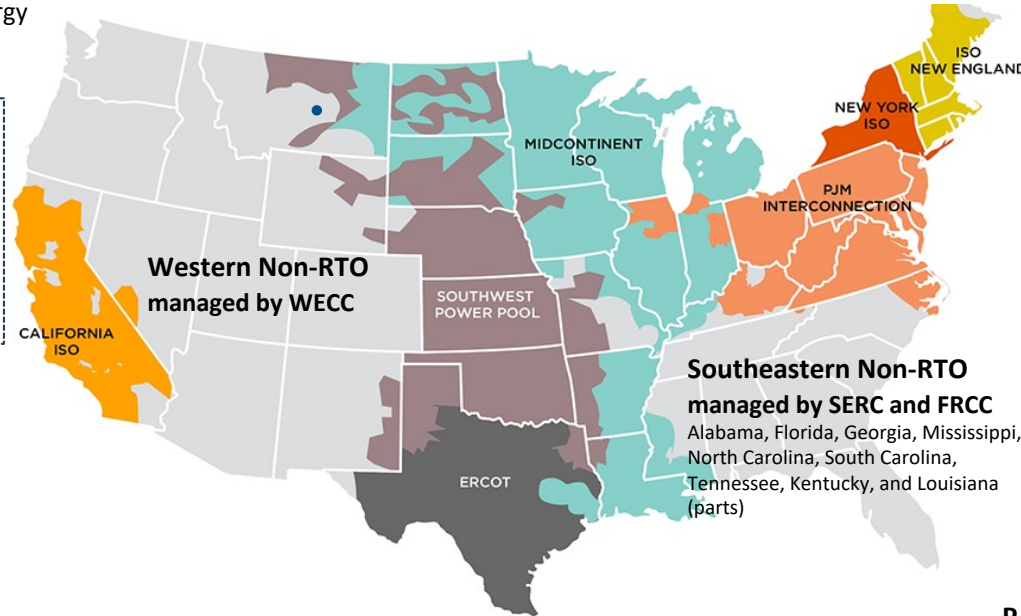 ISO
NEW ENGLAND
NEW YORK
ISO
MIDCONTINENT
ISO
PJM
INTERCONNECTION
Western Non-RTO
managed by WECC
SOUTHWEST
POWER POOL
CALIFORNIA
ISO
Southeastern Non-RTO
managed by SERC and FRCC
Alabama, Florida, Georgia, Mississippi,
North Carolina, South Carolina,
Tennessee, Kentucky, and Louisiana
(parts)
ERCOT